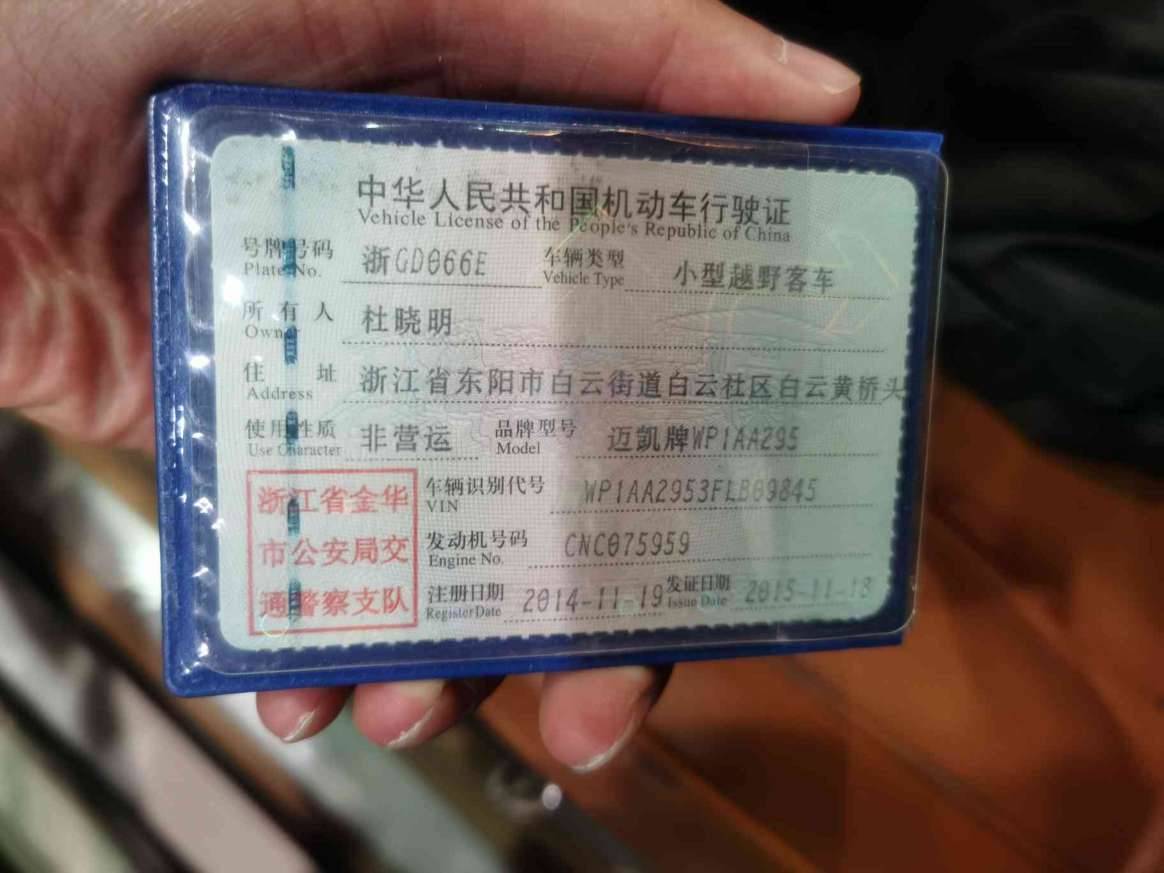 中华人民共和国机动车行驶证
Vehicle License of the People's Republic of China
号牌号码 浙GD066E 车辆类型 小型越野客车
Plate No. Vehicle Type
所有人 杜晓明
Owner
住址 浙江省东阳市白云街道白云社区白云黄桥头
Address
使用性质 非营运 品牌型号 迈凯牌WP1AA295
Use Character Model
浙江省金华
市公安局交
通警察支队
车辆识别代号 WP1AA2953FLB09845
VIN
发动机号码 CNC075959
Engine No.
注册日期 2014-11-19 发证日期 2015-11-18
Register Date Issue Date